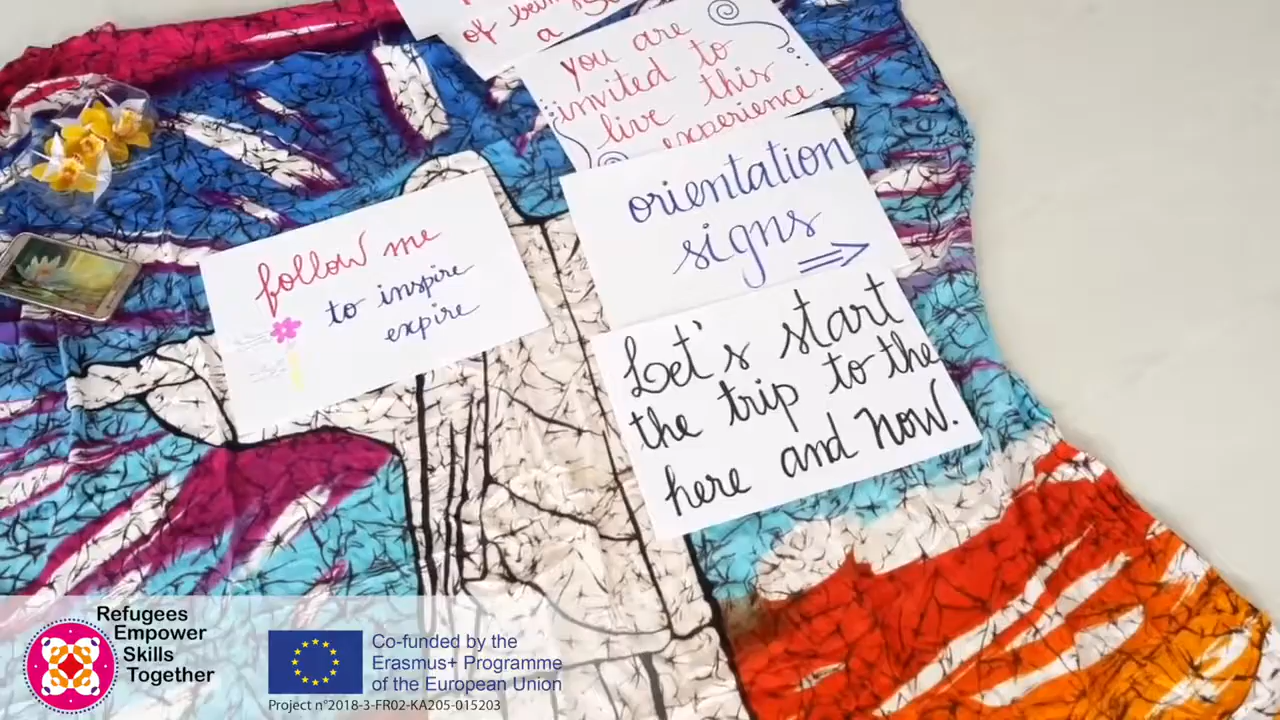 of being
a
you are
invited to
live this
experience.
orientation
signs
follow me
to inspire
expire
Let's start
the trip to the
here and now.
Refugees
Empower
Skills
Together
Co-funded by the
Erasmus+ Programme
of the European Union
Project n°2018-3-FR02-KA205-015203